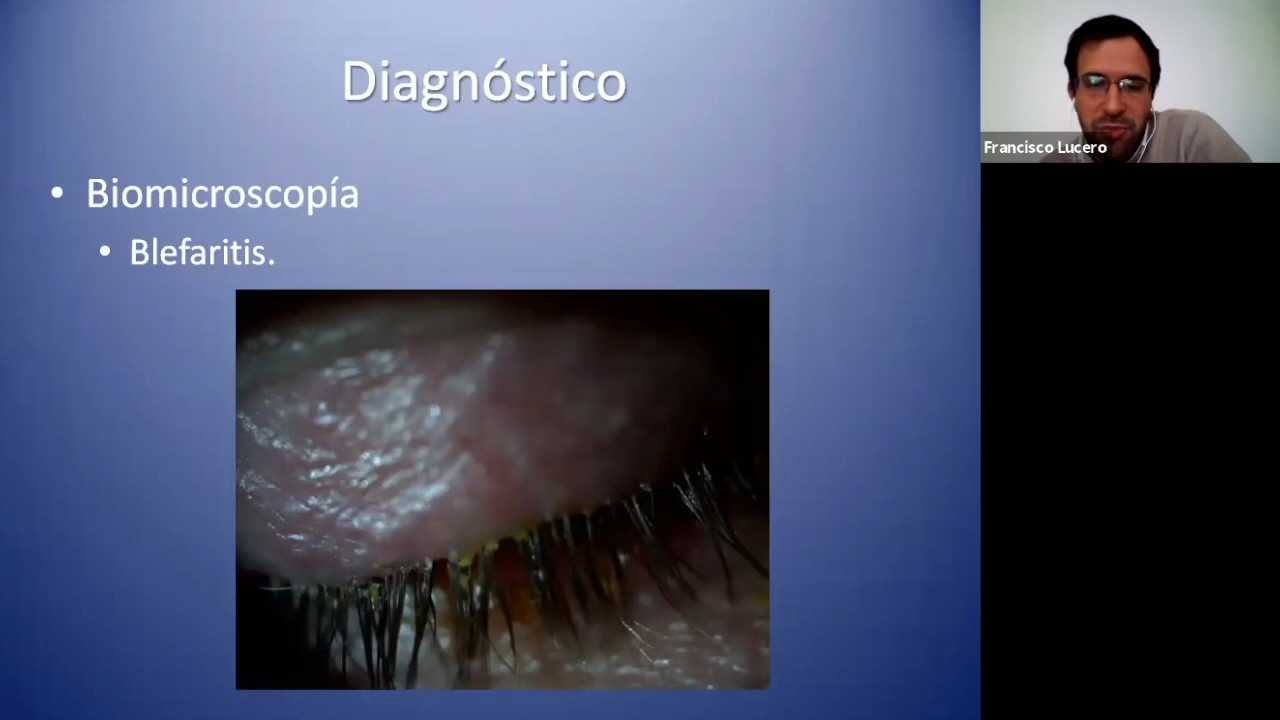 Diagnóstico
• Biomicroscopía
• Blefaritis.
Francisco Lucero